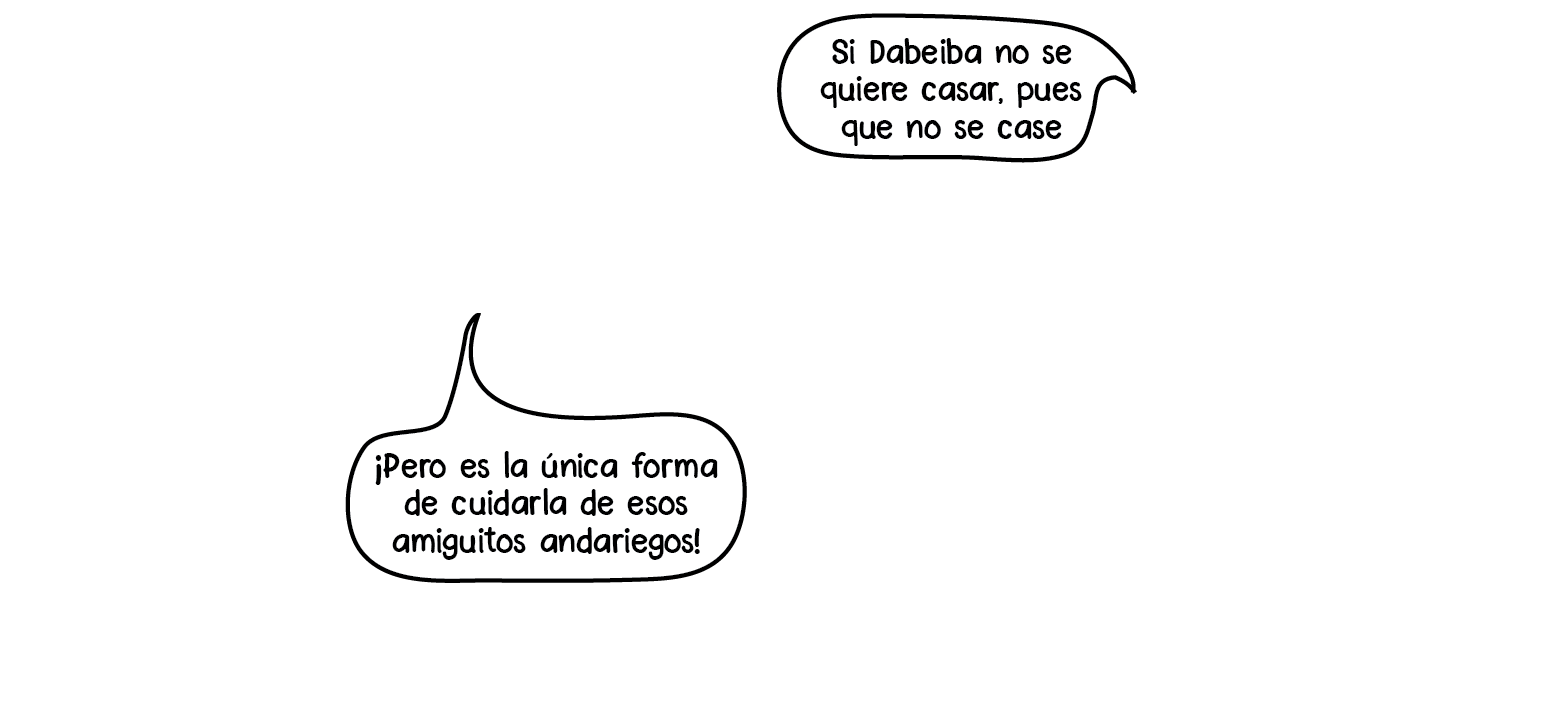 Si Dabeiba no se
quiere casar, pues
que no se case
¡Pero es la única forma
de cuidarla de esos
amiguitos andariegos!